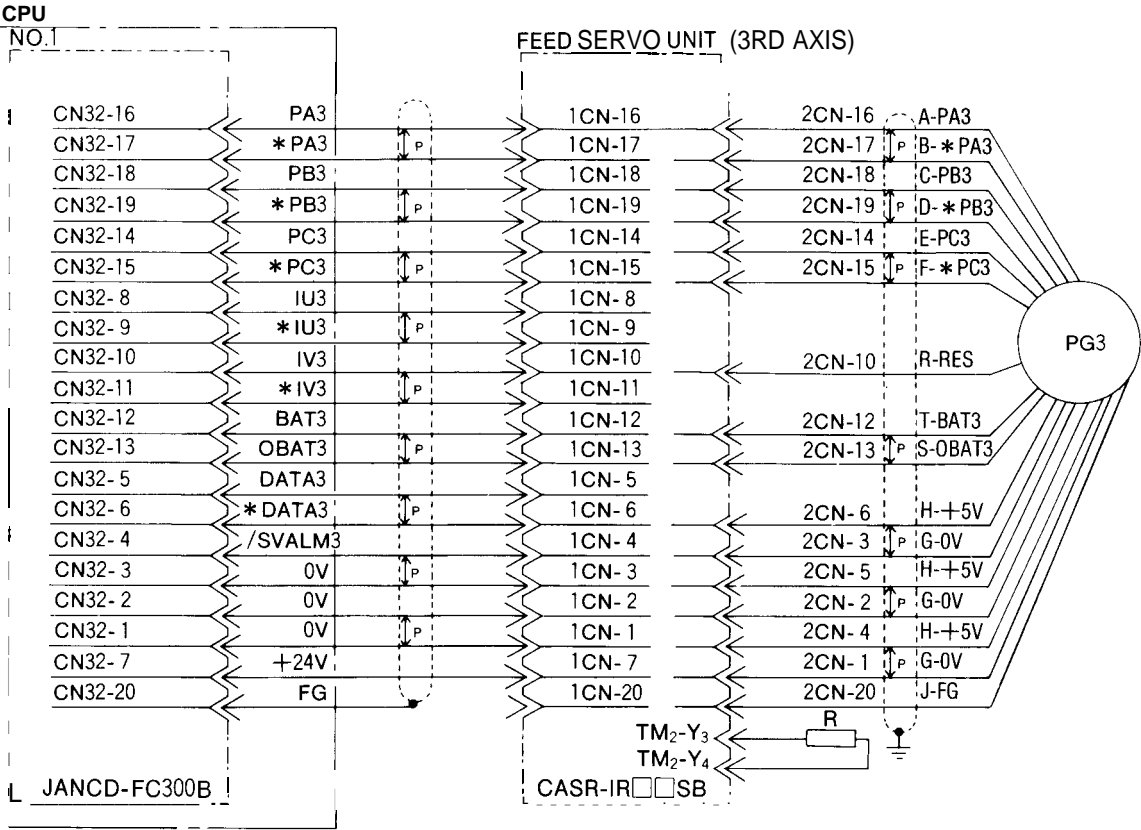 CPU
NO.1
FEED SERVO UNIT (3RD AXIS)
CN32-16 PA3 1CN-16 2CN-16 A-PA3
CN32-17 *PA3 P 1CN-17 2CN-17 P B-*PA3
CN32-18 PB3 1CN-18 2CN-18 C-PB3
CN32-19 *PB3 P 1CN-19 2CN-19 P D-*PB3
CN32-14 PC3 1CN-14 2CN-14 E-PC3
CN32-15 *PC3 P 1CN-15 2CN-15 P F-*PC3
CN32-8 IU3 1CN-8
CN32-9 *IU3 P 1CN-9
PG3
CN32-10 IV3 1CN-10 2CN-10 R-RES
CN32-11 *IV3 P 1CN-11
CN32-12 BAT3 1CN-12 2CN-12 T-BAT3
CN32-13 OBAT3 P 1CN-13 2CN-13 P S-OBAT3
CN32-5 DATA3 1CN-5
CN32-6 *DATA3 P 1CN-6 2CN-6 H-+5V
CN32-4 /SVALM3 1CN-4 2CN-3 P G-0V
CN32-3 0V P 1CN-3 2CN-5 H-+5V
CN32-2 0V 1CN-2 2CN-2 P G-0V
CN32-1 0V P 1CN-1 2CN-4 H-+5V
CN32-7 +24V 1CN-7 2CN-1 P G-0V
CN32-20 FG 1CN-20 2CN-20 J-FG
TM2-Y3 R
TM2-Y4
JANCD-FC300B CASR-IR□□SB